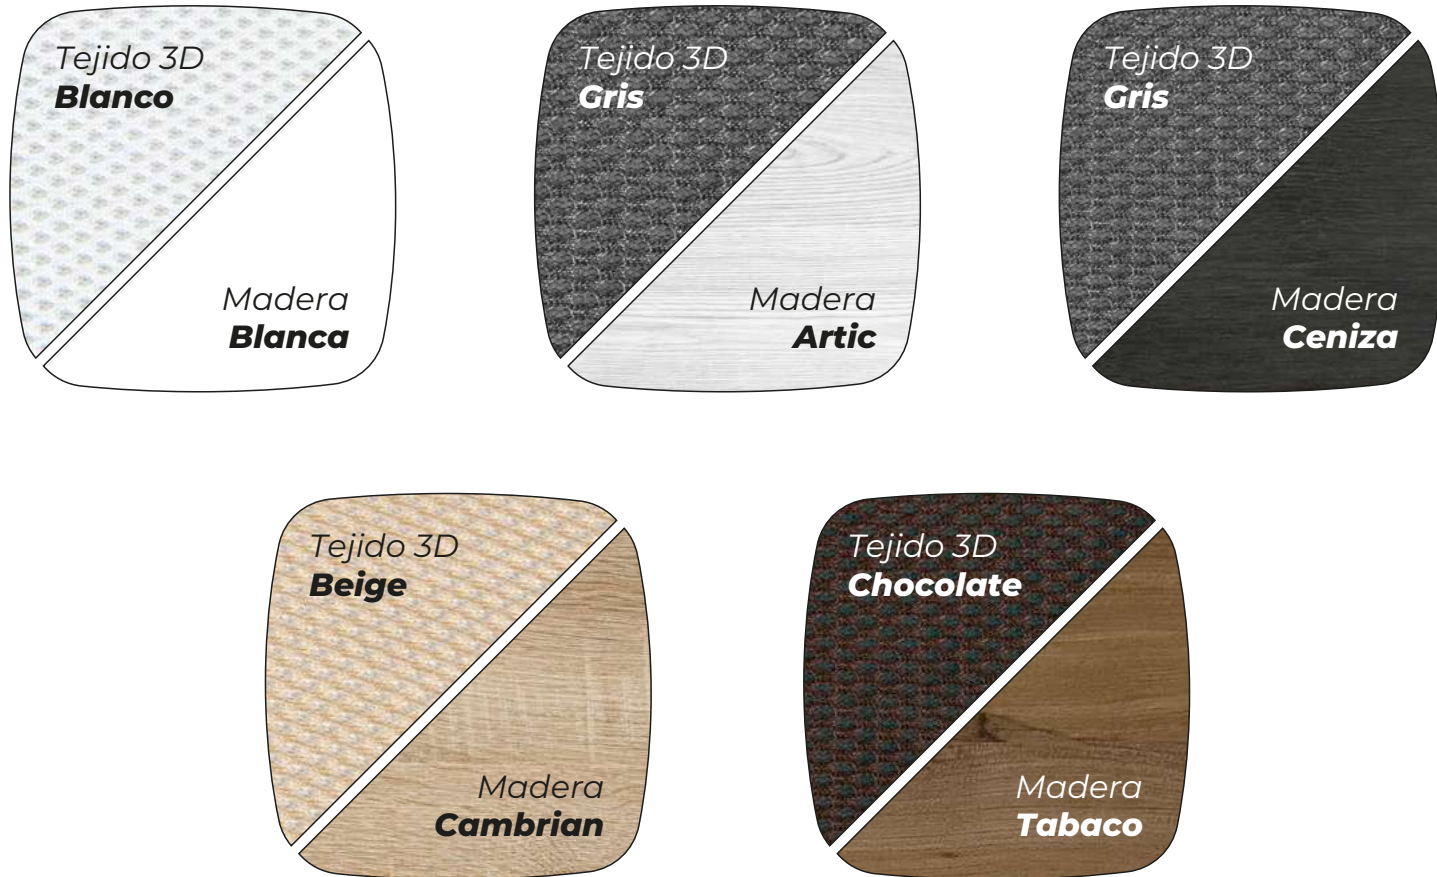 Tejido 3D
Blanco
Madera
Blanca
Tejido 3D
Gris
Madera
Artic
Tejido 3D
Gris
Madera
Ceniza
Tejido 3D
Beige
Madera
Cambrian
Tejido 3D
Chocolate
Madera
Tabaco